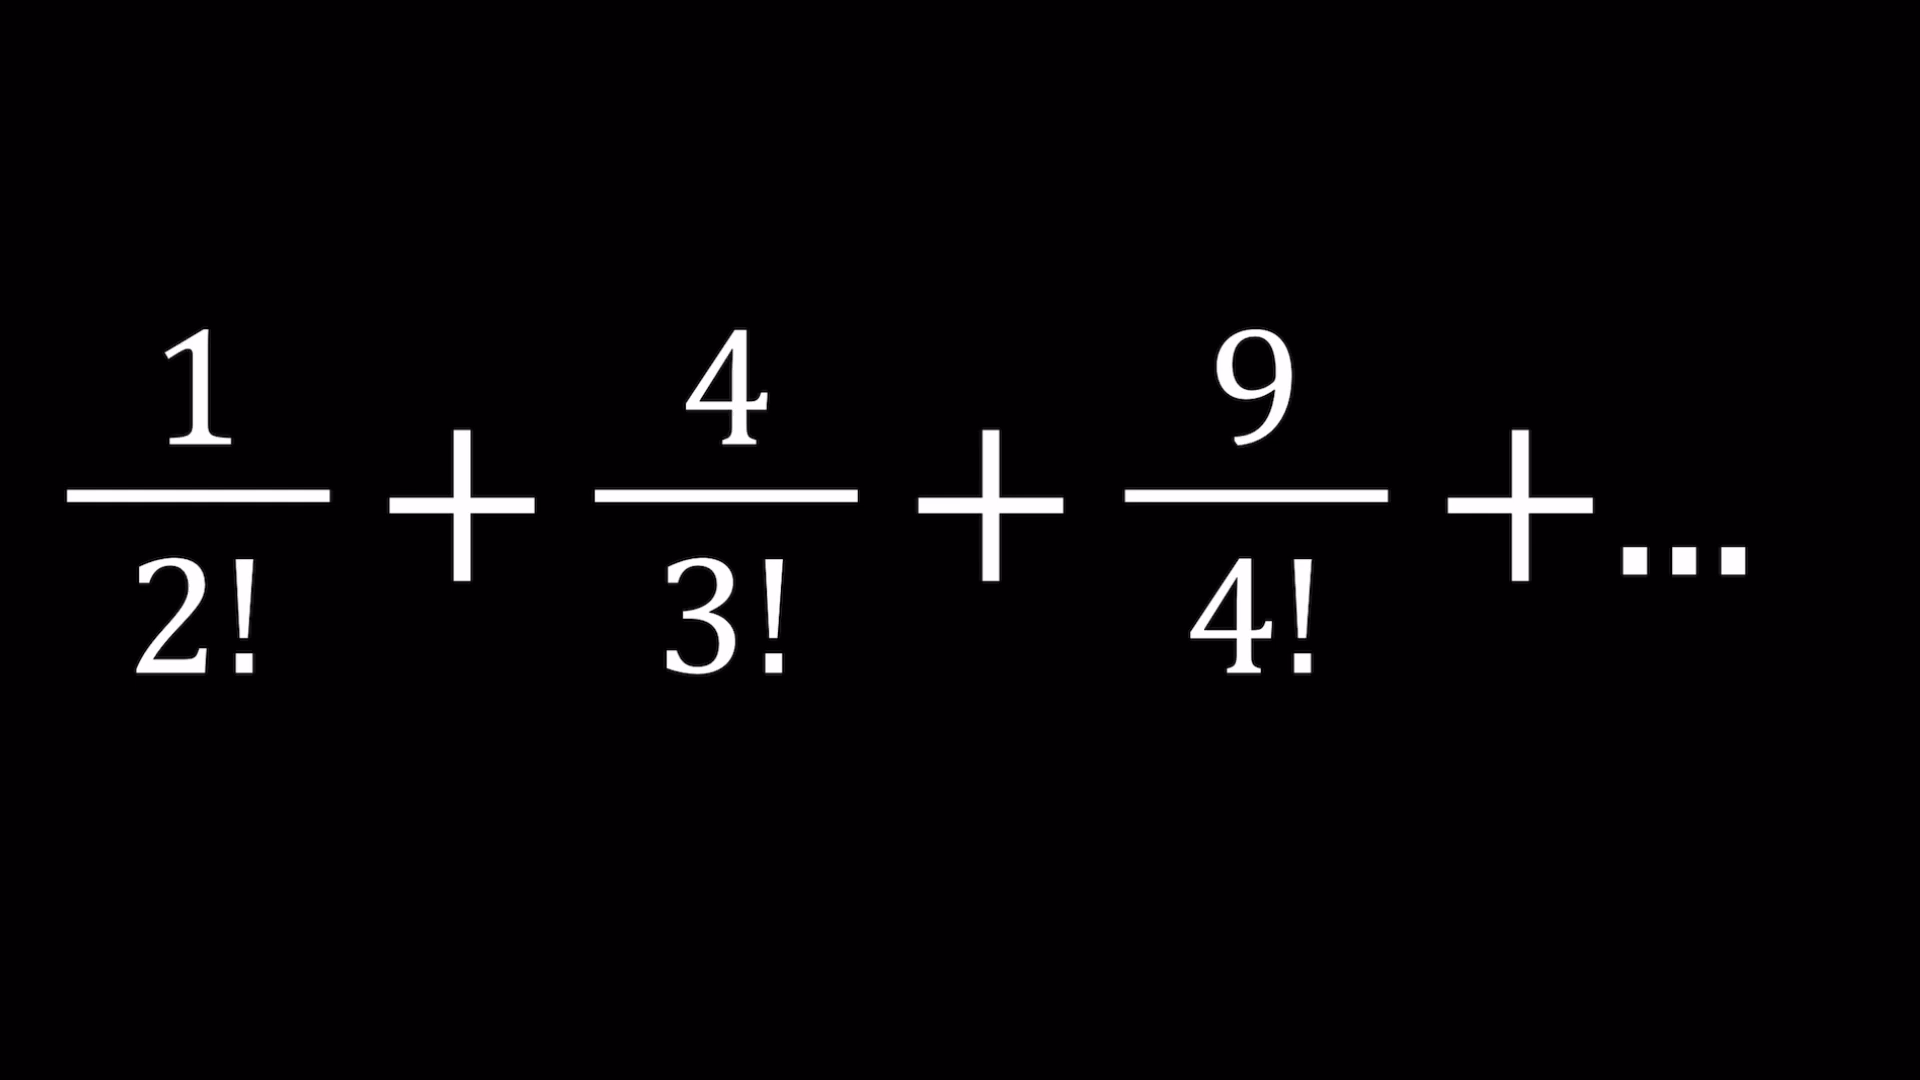 1/2! + 4/3! + 9/4! + ...